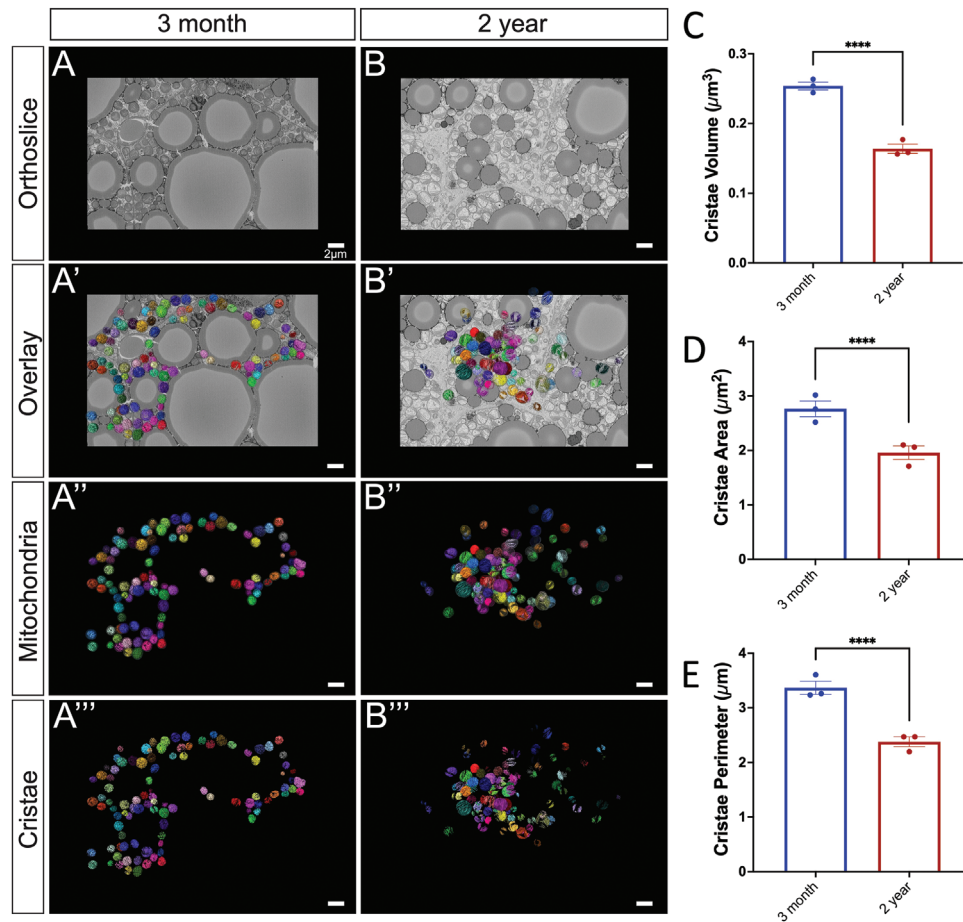 3 month
2 year
Orthoslice
A
2µm
B
Overlay
A'
B'
Mitochondria
A''
B''
Cristae
A'''
B'''
C
Cristae Volume (µm³)
0.3
0.2
0.1
0.0
****
3 month
2 year
D
Cristae Area (µm²)
4
3
2
1
0
****
3 month
2 year
E
Cristae Perimeter (µm)
4
3
2
1
0
****
3 month
2 year